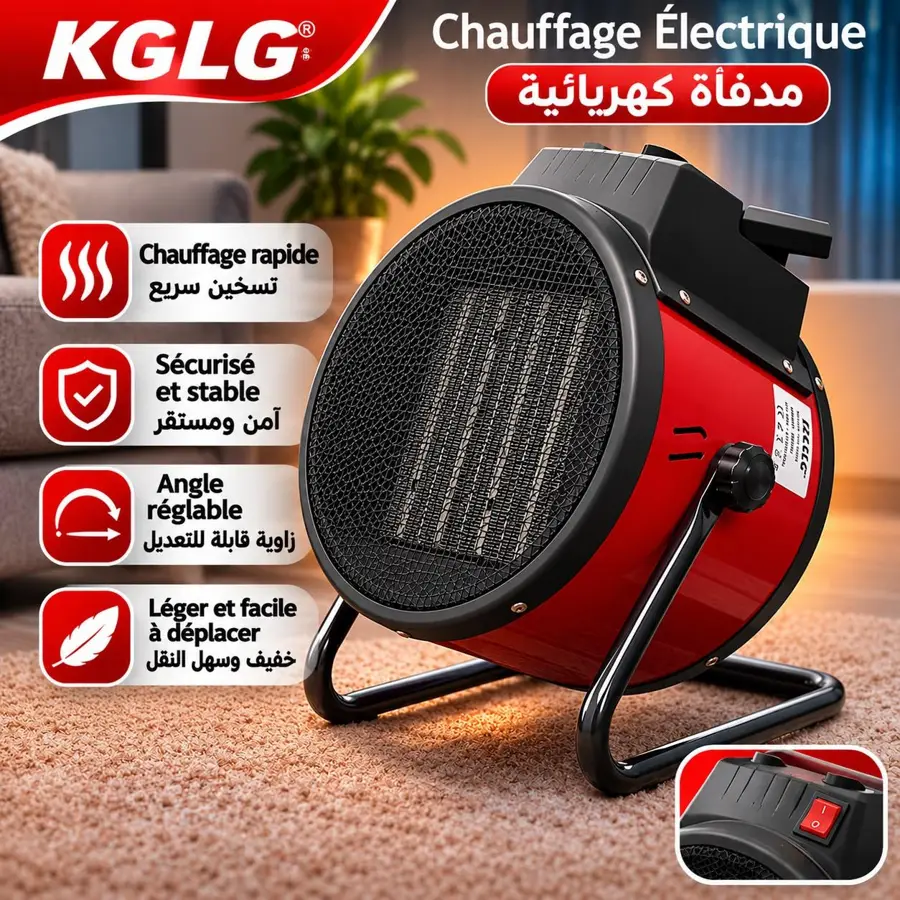 KGLG®
Chauffage Électrique
مدفأة كهريائية
Chauffage rapide
تسخين سريع
Sécurisé
et stable
آمن ومستقر
Angle
réglable
زاوية قابلة للتعديل
Léger et facile
à déplacer
خفيف وسهل النقل